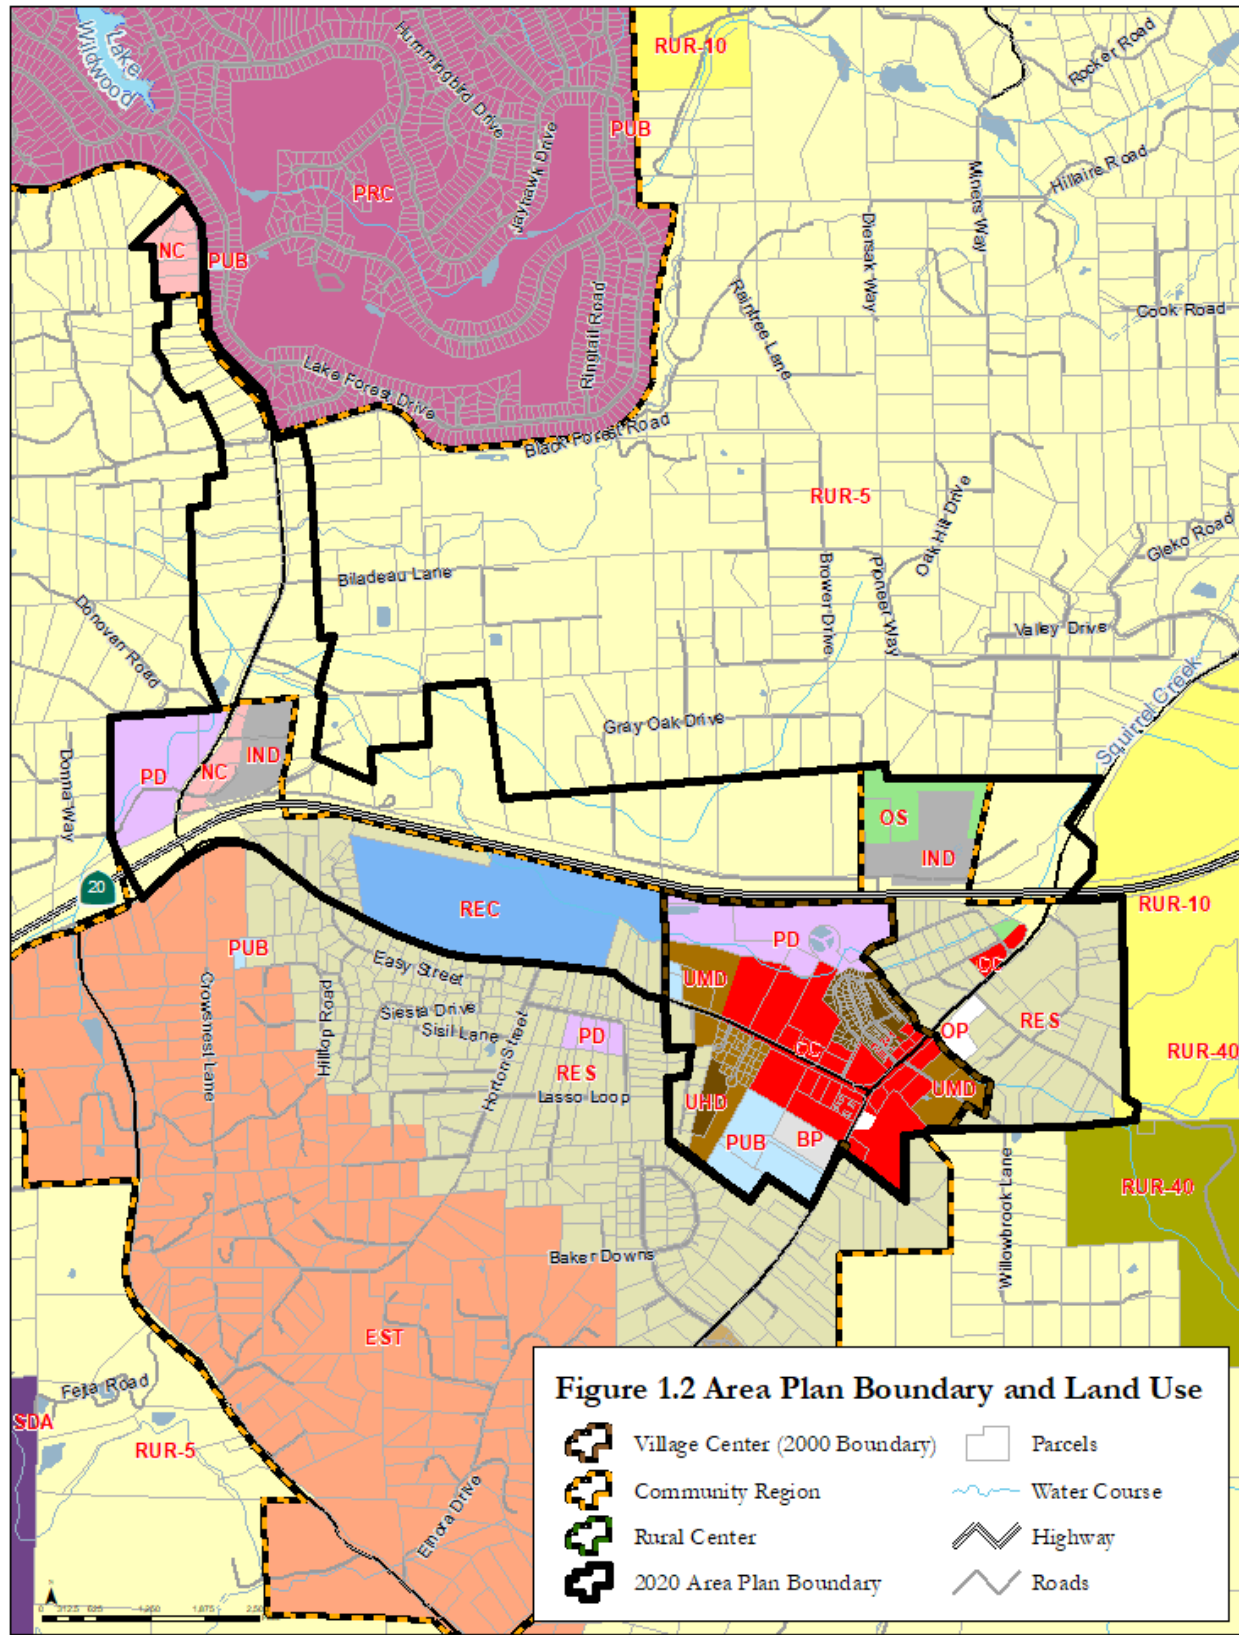 Lake
Wildwood
Hummingbird Drive
RUR-10
Rocker Road
PUB
Jayhawk Drive
PRC
Hillaire Road
Miners Way
Diersak Way
NC
PUB
Raintree Lane
Ringtail Road
Cook Road
Lake Forest Drive
Black Forest Road
RUR-5
Oak Hill Drive
Gleko Road
Biladeau Lane
Brower Drive
Pioneer Way
Donovan Road
Valley Drive
Squirrel Creek
Gray Oak Drive
Donna Way
PD
NC
IND
OS
IND
20
REC
RUR-10
PUB
PD
Easy Street
UMD
CC
Crowsnest Lane
Hilltop Road
Siesta Drive
Sisil Lane
Horton Street
PD
OP
RES
RUR-40
CC
RES
Lasso Loop
UHD
UMD
PUB
BP
Willowbrook Lane
RUR-40
Baker Downs
EST
Feita Road
SDA
RUR-5
Elnora Drive
Figure 1.2 Area Plan Boundary and Land Use
Village Center (2000 Boundary)
Parcels
Community Region
Water Course
Rural Center
Highway
2020 Area Plan Boundary
Roads